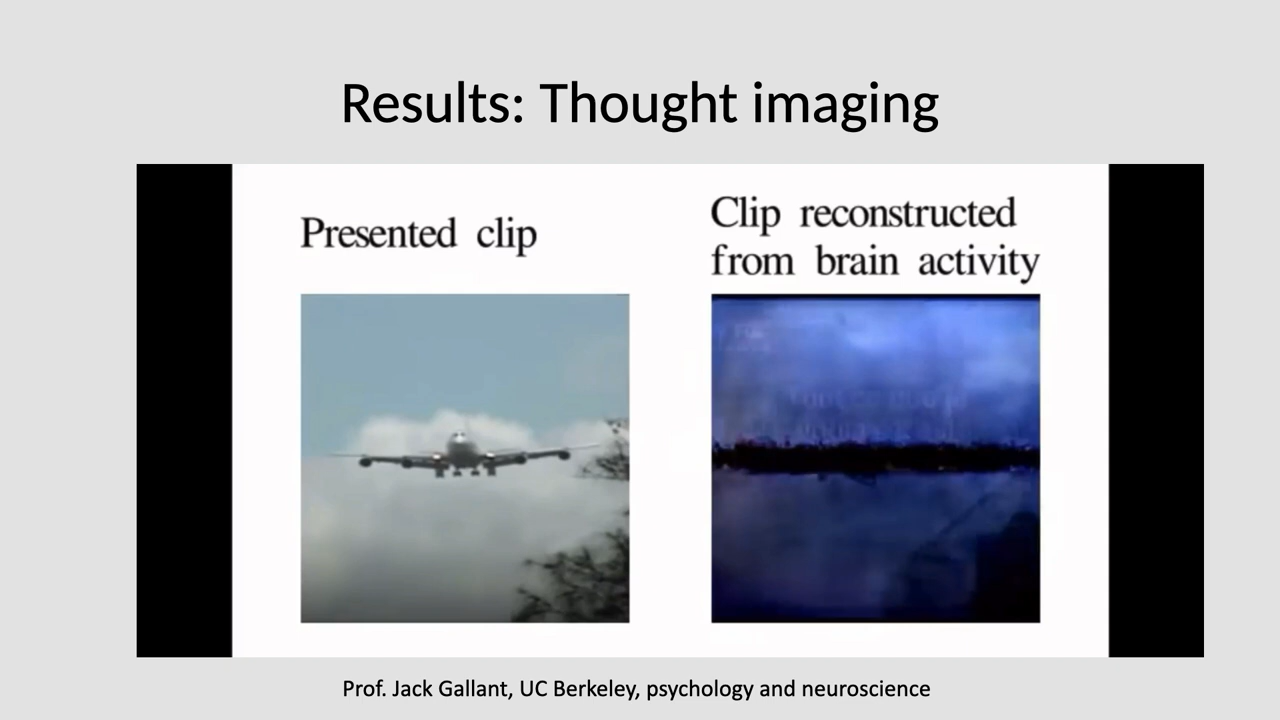 Results: Thought imaging
Presented clip
Clip reconstructed
from brain activity
Prof. Jack Gallant, UC Berkeley, psychology and neuroscience